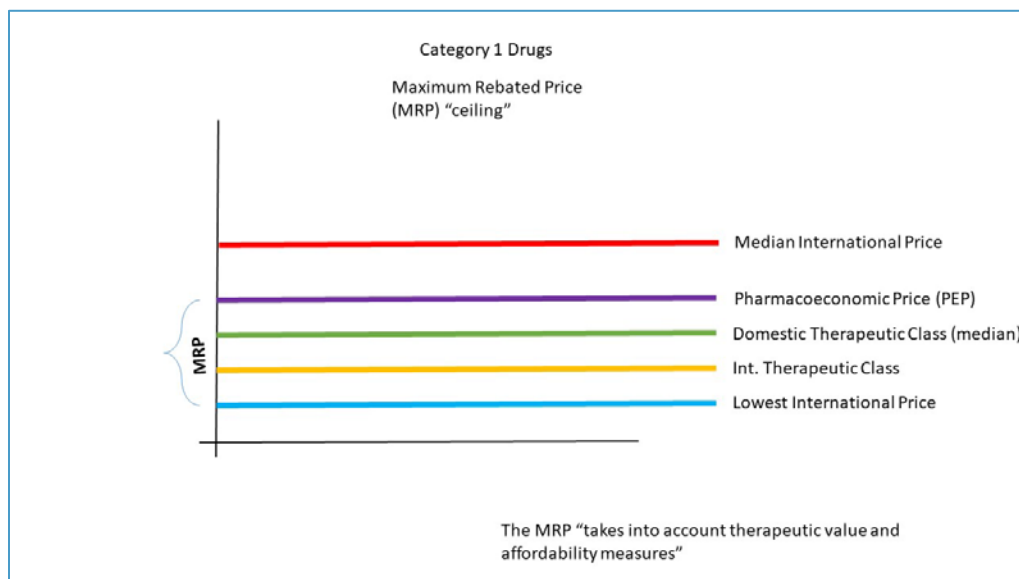 Category 1 Drugs
Maximum Rebated Price
(MRP) “ceiling”
Median International Price
Pharmacoeconomic Price (PEP)
MRP
Domestic Therapeutic Class (median)
Int. Therapeutic Class
Lowest International Price
The MRP “takes into account therapeutic value and
affordability measures”